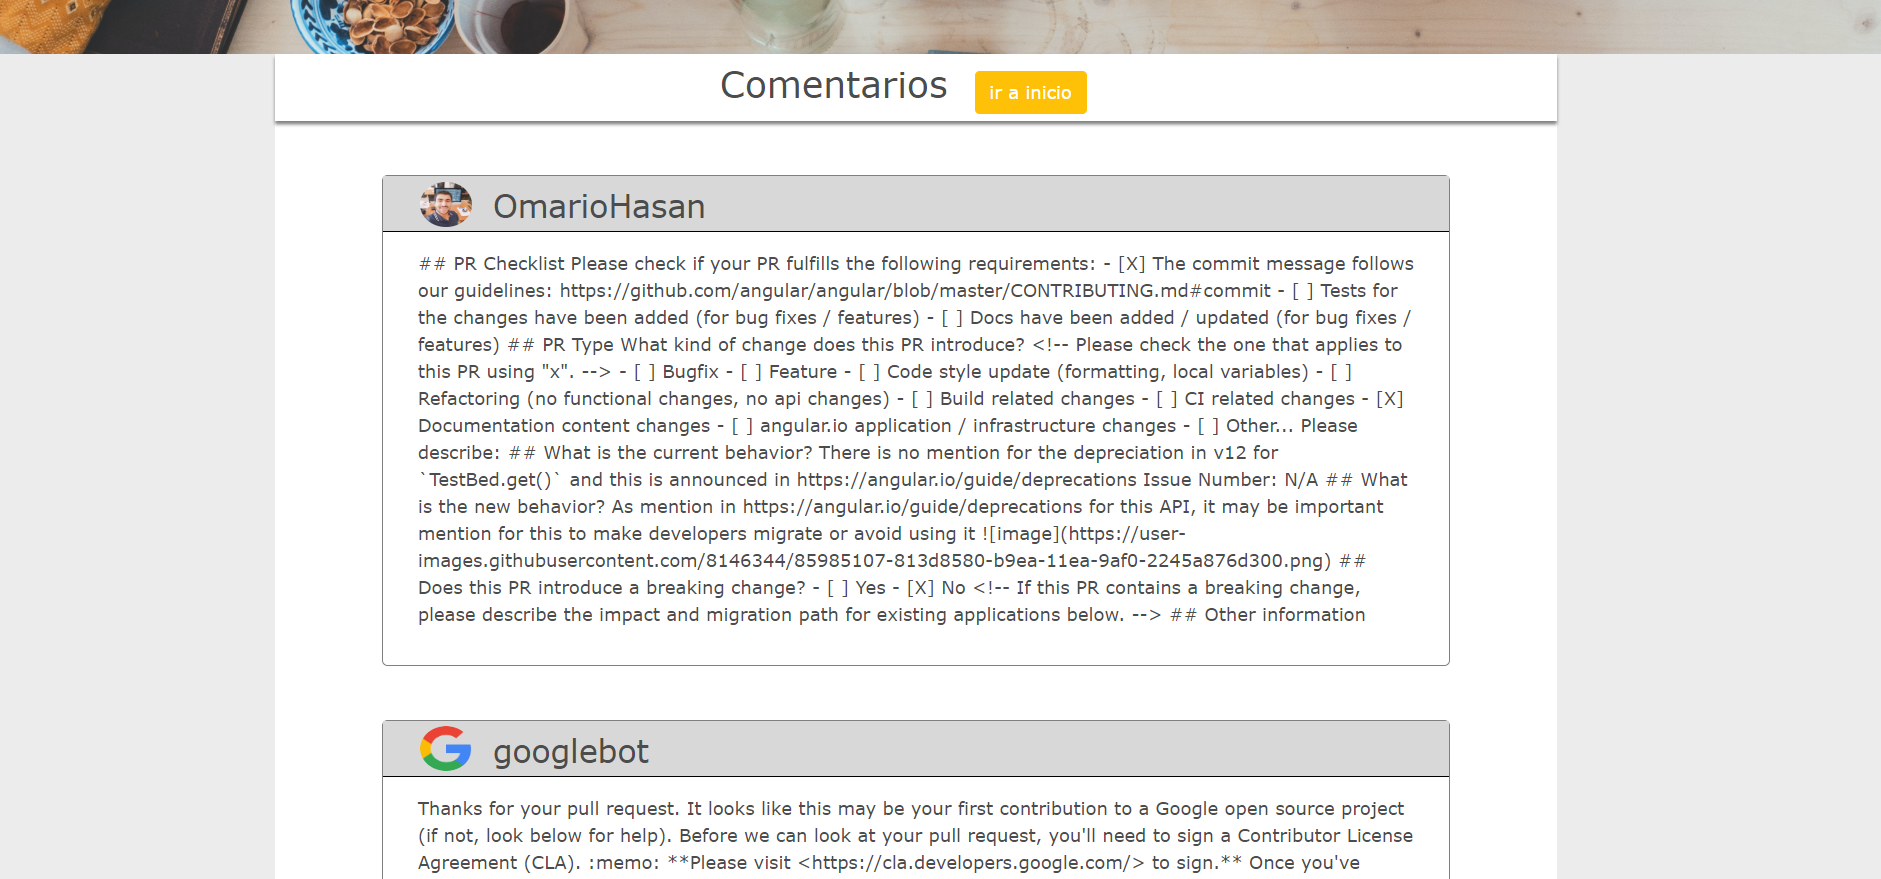 Comentarios
ir a inicio
OmarioHasan
## PR Checklist Please check if your PR fulfills the following requirements: - [X] The commit message follows
our guidelines: https://github.com/angular/angular/blob/master/CONTRIBUTING.md#commit - [ ] Tests for
the changes have been added (for bug fixes / features) - [ ] Docs have been added / updated (for bug fixes /
features) ## PR Type What kind of change does this PR introduce? <!-- Please check the one that applies to
this PR using "x". --> - [ ] Bugfix - [ ] Feature - [ ] Code style update (formatting, local variables) - [ ]
Refactoring (no functional changes, no api changes) - [ ] Build related changes - [ ] CI related changes - [X]
Documentation content changes - [ ] angular.io application / infrastructure changes - [ ] Other... Please
describe: ## What is the current behavior? There is no mention for the depreciation in v12 for
`TestBed.get()` and this is announced in https://angular.io/guide/deprecations Issue Number: N/A ## What
is the new behavior? As mention in https://angular.io/guide/deprecations for this API, it may be important
mention for this to make developers migrate or avoid using it ![image](https://user-
images.githubusercontent.com/8146344/85985107-813d8580-b9ea-11ea-9af0-2245a876d300.png) ##
Does this PR introduce a breaking change? - [ ] Yes - [X] No <!-- If this PR contains a breaking change,
please describe the impact and migration path for existing applications below. --> ## Other information
googlebot
Thanks for your pull request. It looks like this may be your first contribution to a Google open source project
(if not, look below for help). Before we can look at your pull request, you'll need to sign a Contributor License
Agreement (CLA). :memo: **Please visit <https://cla.developers.google.com/> to sign.** Once you've